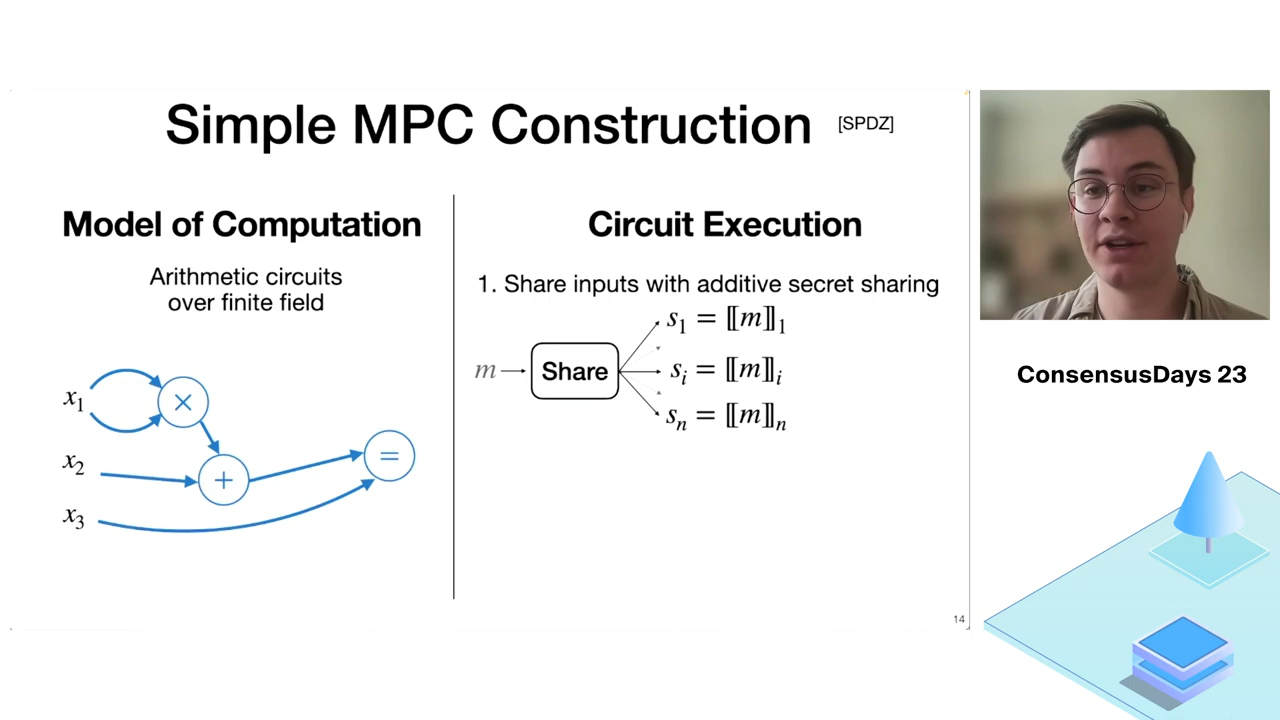 Simple MPC Construction [SPDZ]
Model of Computation
Arithmetic circuits
over finite field
x₁
x₂
x₃
×
+
=
Circuit Execution
1. Share inputs with additive secret sharing
m
Share
s₁ = ⟦m⟧₁
sᵢ = ⟦m⟧ᵢ
sₙ = ⟦m⟧ₙ
14
ConsensusDays 23